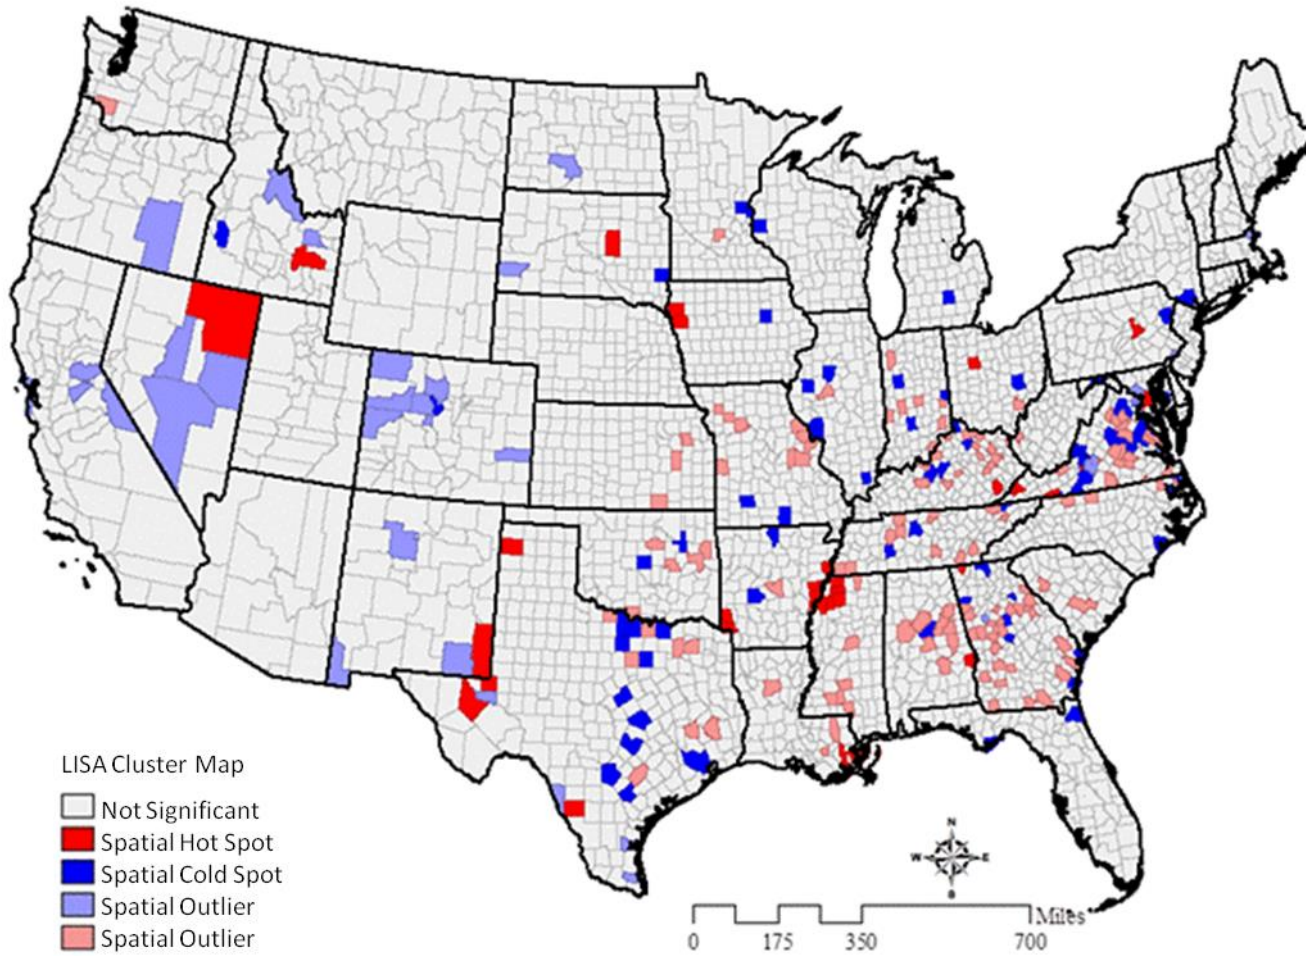 LISA Cluster Map
Not Significant
Spatial Hot Spot
Spatial Cold Spot
Spatial Outlier
Spatial Outlier
N
W E
Miles
0 175 350 700